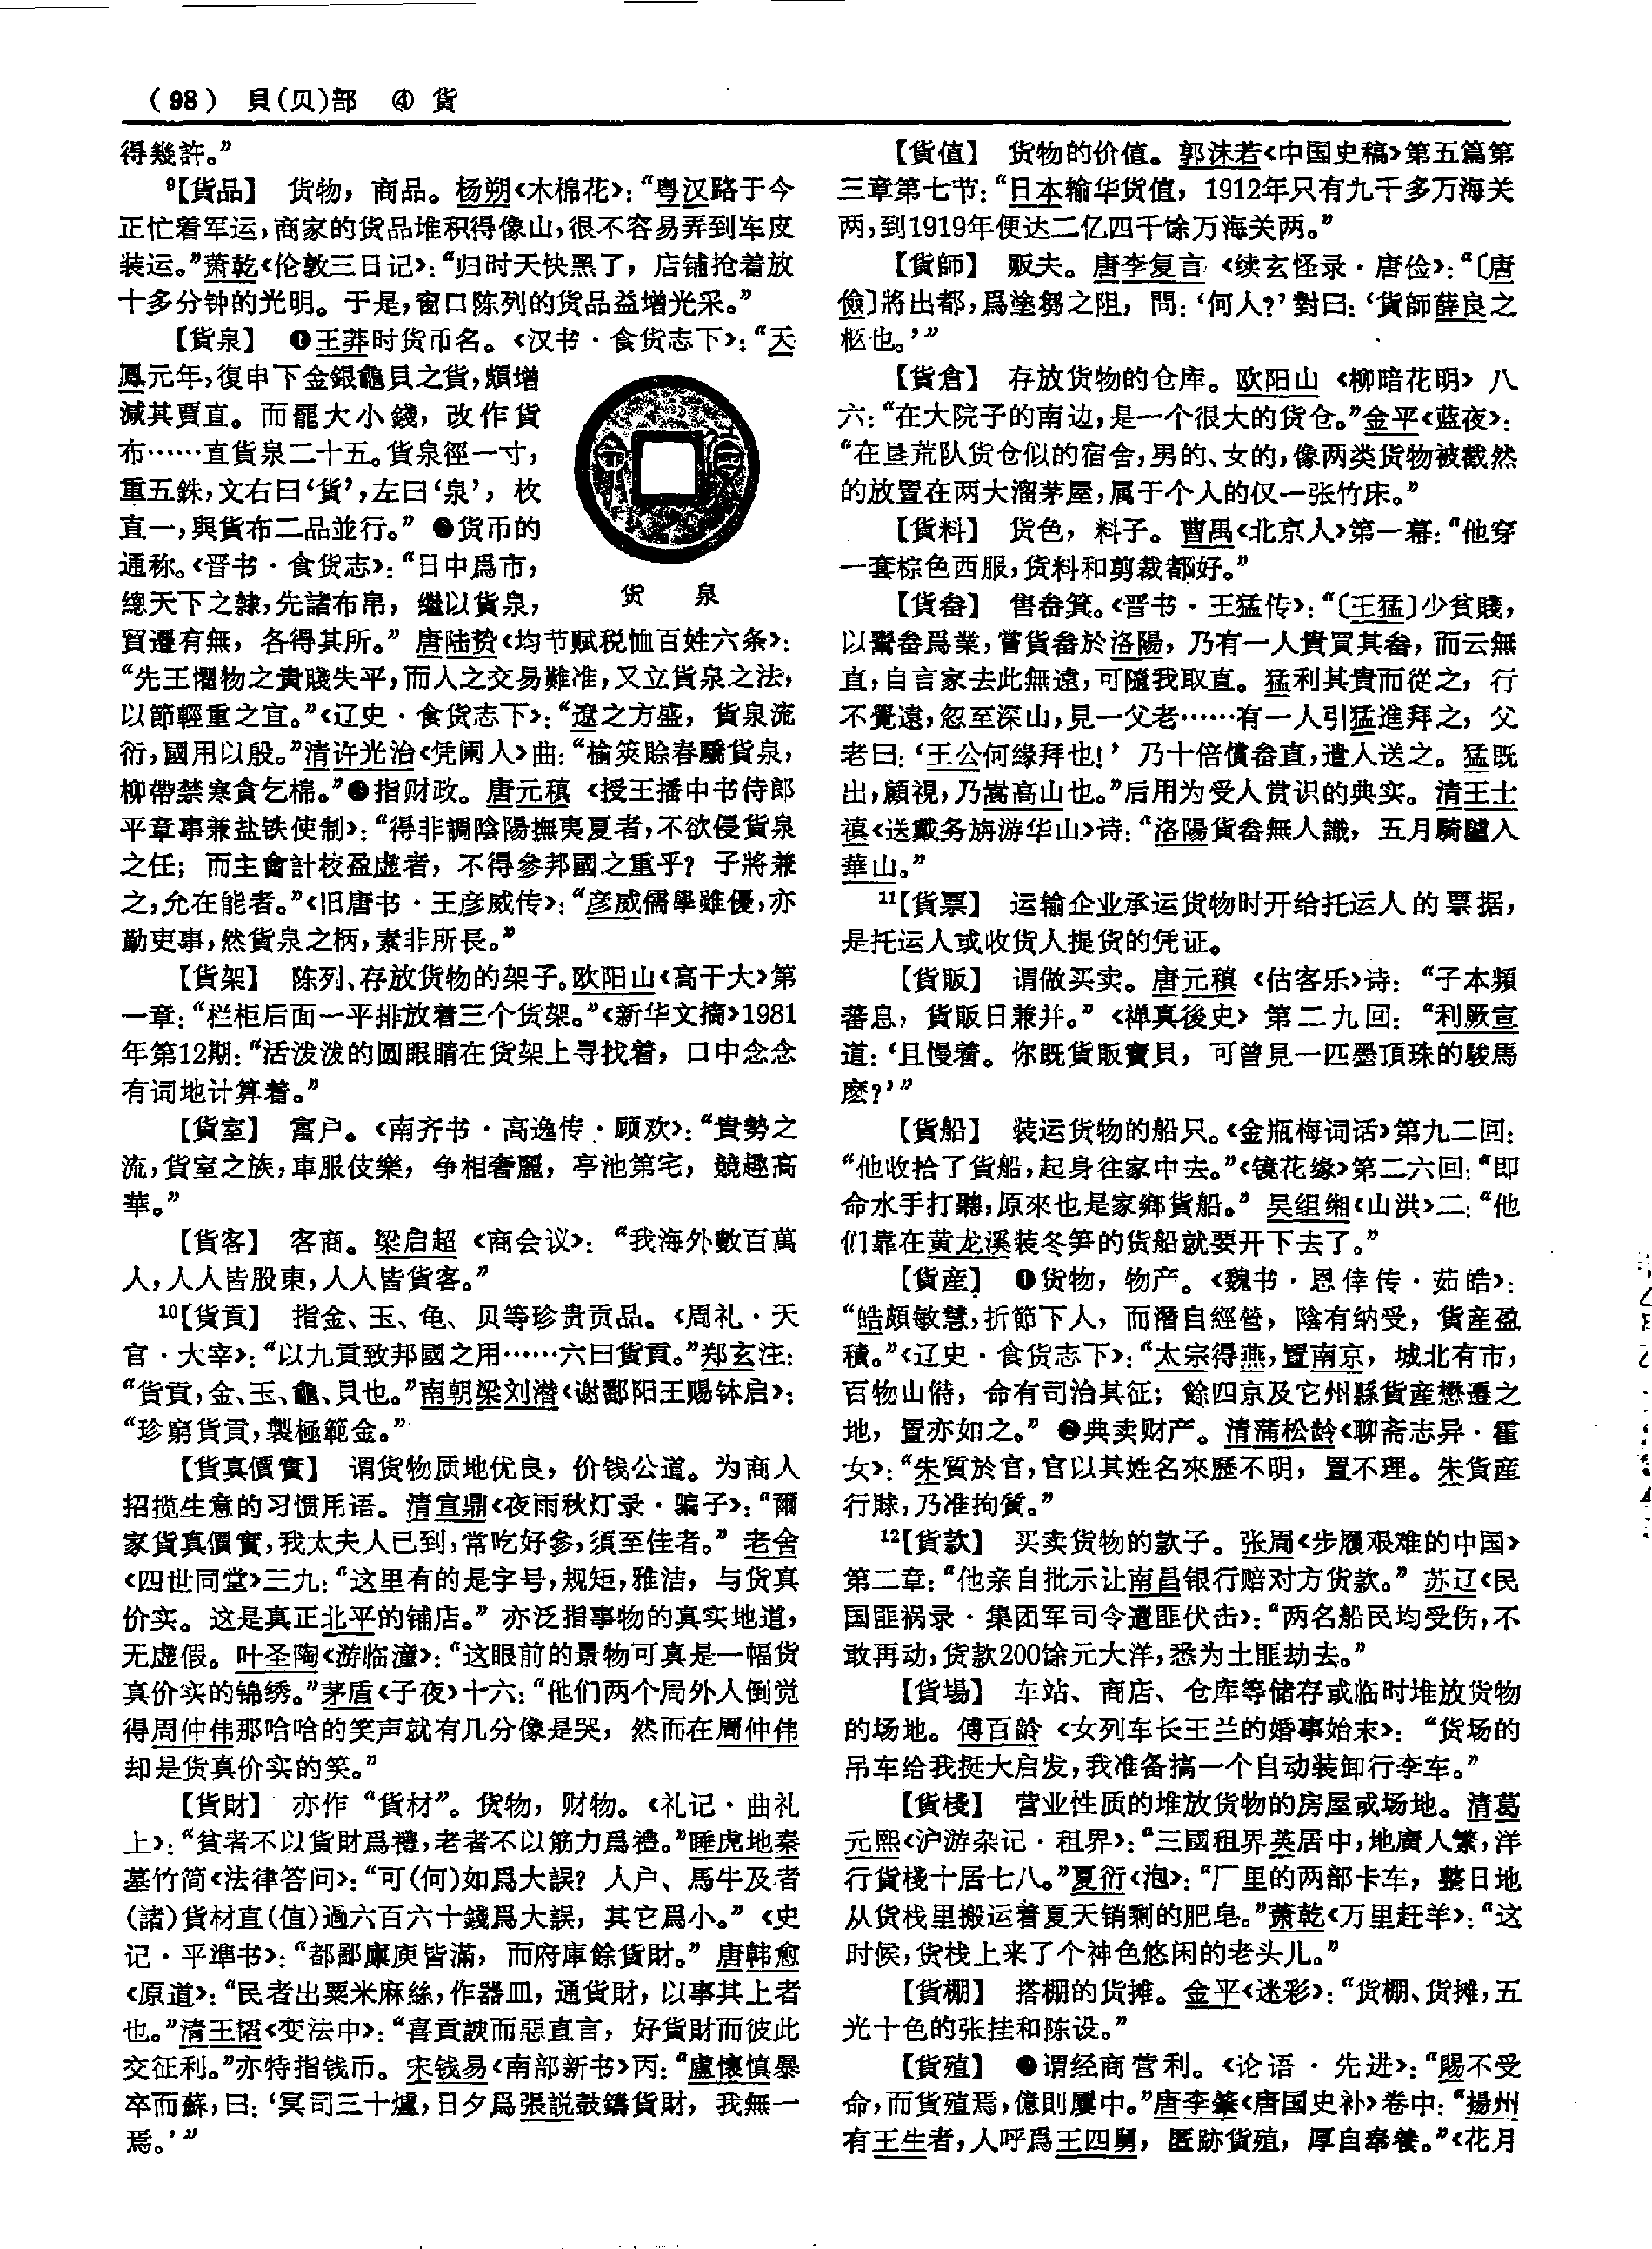 (98) 貝(贝)部 ④ 貨
得幾許。”
⁹【貨品】 货物，商品。杨朔《木棉花》：“粤汉路于今
正忙着军运，商家的货品堆积得像山，很不容易弄到车皮
装运。”萧乾《伦敦三日记》：“归时天快黑了，店铺抢着放
十多分钟的光明。于是，窗口陈列的货品益增光采。”
【貨泉】 ❶王莽时货币名。《汉书·食货志下》：“天
鳳元年，復申下金銀龜貝之貨，頗增
減其賈直。而罷大小錢，改作貨
布……直貨泉二十五。貨泉徑一寸，
重五銖，文右曰‘貨’，左曰‘泉’，枚
直一，與貨布二品並行。”❷货币的
通称。《晋书·食货志》：“日中爲市，
總天下之隸，先諸布帛，繼以貨泉，
货 泉
貿遷有無，各得其所。”唐陆贽《均节赋税恤百姓六条》：
“先王懼物之貴賤失平，而人之交易難准，又立貨泉之法，
以節輕重之宜。”《辽史·食货志下》：“遼之方盛，貨泉流
衍，國用以殷。”清许光治《凭阑人》曲：“榆莢賒春驕貨泉，
柳帶禁寒食乞棉。”❸指财政。唐元稹《授王播中书侍郎
平章事兼盐铁使制》：“得非調陰陽撫夷夏者，不欲侵貨泉
之任；而主會計校盈虚者，不得參邦國之重乎？子將兼
之，允在能者。”《旧唐书·王彦威传》：“彦威儒學雖優，亦
勤吏事，然貨泉之柄，素非所長。”
【貨架】 陈列、存放货物的架子。欧阳山《高干大》第
一章：“栏柜后面一平排放着三个货架。”《新华文摘》1981
年第12期：“活泼泼的圆眼睛在货架上寻找着，口中念念
有词地计算着。”
【貨室】 富户。《南齐书·高逸传·顾欢》：“貴勢之
流，貨室之族，車服伎樂，争相奢麗，亭池第宅，競趣高
華。”
【貨客】 客商。梁启超《商会议》：“我海外數百萬
人，人人皆股東，人人皆貨客。”
¹⁰【貨貢】 指金、玉、龟、贝等珍贵贡品。《周礼·天
官·大宰》：“以九貢致邦國之用……六曰貨貢。”郑玄注：
“貨貢，金、玉、龜、貝也。”南朝梁刘潜《谢鄱阳王赐钵启》：
“珍窮貨貢，製極範金。”
【貨真價實】 谓货物质地优良，价钱公道。为商人
招揽生意的习惯用语。清宣鼎《夜雨秋灯录·骗子》：“爾
家貨真價實，我太夫人已到，常吃好參，須至佳者。”老舍
《四世同堂》三九：“这里有的是字号，规矩，雅洁，与货真
价实。这是真正北平的铺店。”亦泛指事物的真实地道，
无虚假。叶圣陶《游临潼》：“这眼前的景物可真是一幅货
真价实的锦绣。”茅盾《子夜》十六：“他们两个局外人倒觉
得周仲伟那哈哈的笑声就有几分像是哭，然而在周仲伟
却是货真价实的笑。”
【貨財】 亦作“貨材”。货物，财物。《礼记·曲礼
上》：“貧者不以貨財爲禮，老者不以筋力爲禮。”睡虎地秦
墓竹简《法律答问》：“可(何)如爲大誤？人户、馬牛及者
(諸)貨材直(值)過六百六十錢爲大誤，其它爲小。”《史
记·平準书》：“都鄙廩庾皆滿，而府庫餘貨財。”唐韩愈
《原道》：“民者出粟米麻絲，作器皿，通貨財，以事其上者
也。”清王韬《变法中》：“喜貢諛而惡直言，好貨財而彼此
交征利。”亦特指钱币。宋钱易《南部新书》丙：“盧懷慎暴
卒而蘇，曰：‘冥司三十爐，日夕爲張説鼓鑄貨財，我無一
焉。’”
【貨值】 货物的价值。郭沫若《中国史稿》第五篇第
三章第七节：“日本输华货值，1912年只有九千多万海关
两，到1919年便达二亿四千馀万海关两。”
【貨師】 贩夫。唐李复言《续玄怪录·唐俭》：“〔唐
儉〕將出都，爲塗芻之阻，問：‘何人？’對曰：‘貨師薛良之
柩也。’”
【貨倉】 存放货物的仓库。欧阳山《柳暗花明》八
六：“在大院子的南边，是一个很大的货仓。”金平《蓝夜》：
“在垦荒队货仓似的宿舍，男的、女的，像两类货物被截然
的放置在两大溜茅屋，属于个人的仅一张竹床。”
【貨料】 货色，料子。曹禺《北京人》第一幕：“他穿
一套棕色西服，货料和剪裁都好。”
【貨畚】 售畚箕。《晋书·王猛传》：“〔王猛〕少貧賤，
以鬻畚爲業，嘗貨畚於洛陽，乃有一人貴買其畚，而云無
直，自言家去此無遠，可隨我取直。猛利其貴而從之，行
不覺遠，忽至深山，見一父老……有一人引猛進拜之，父
老曰：‘王公何緣拜也！’乃十倍償畚直，遣人送之。猛既
出，顧視，乃嵩高山也。”后用为受人赏识的典实。清王士
禛《送戴务旃游华山》诗：“洛陽貨畚無人識，五月騎驢入
華山。”
¹¹【貨票】 运输企业承运货物时开给托运人的票据，
是托运人或收货人提货的凭证。
【貨販】 谓做买卖。唐元稹《估客乐》诗：“子本頻
蕃息，貨販日兼并。”《禅真後史》第二九回：“利厥宣
道：‘且慢着。你既貨販寶貝，可曾見一匹墨頂珠的駿馬
麽？’”
【貨船】 装运货物的船只。《金瓶梅词话》第九二回：
“他收拾了貨船，起身往家中去。”《镜花缘》第二六回：“即
命水手打聽，原來也是家鄉貨船。”吴组缃《山洪》二：“他
们靠在黄龙溪装冬笋的货船就要开下去了。”
【貨産】 ❶货物，物产。《魏书·恩倖传·茹皓》：
“皓頗敏慧，折節下人，而潛自經營，陰有納受，貨産盈
積。”《辽史·食货志下》：“太宗得燕，置南京，城北有市，
百物山偫，命有司治其征；餘四京及它州縣貨産懋遷之
地，置亦如之。”❷典卖财产。清蒲松龄《聊斋志异·霍
女》：“朱質於官，官以其姓名來歷不明，置不理。朱貨産
行賕，乃准拘質。”
¹²【貨款】 买卖货物的款子。张周《步履艰难的中国》
第二章：“他亲自批示让南昌银行赔对方货款。”苏辽《民
国匪祸录·集团军司令遭匪伏击》：“两名船民均受伤，不
敢再动，货款200馀元大洋，悉为土匪劫去。”
【貨場】 车站、商店、仓库等储存或临时堆放货物
的场地。傅百龄《女列车长王兰的婚事始末》：“货场的
吊车给我挺大启发，我准备搞一个自动装卸行李车。”
【貨棧】 营业性质的堆放货物的房屋或场地。清葛
元熙《沪游杂记·租界》：“三國租界英居中，地廣人繁，洋
行貨棧十居七八。”夏衍《泡》：“厂里的两部卡车，整日地
从货栈里搬运着夏天销剩的肥皂。”萧乾《万里赶羊》：“这
时候，货栈上来了个神色悠闲的老头儿。”
【貨棚】 搭棚的货摊。金平《迷彩》：“货棚、货摊，五
光十色的张挂和陈设。”
【貨殖】 ❶谓经商营利。《论语·先进》：“賜不受
命，而貨殖焉，億則屢中。”唐李肇《唐国史补》卷中：“揚州
有王生者，人呼爲王四舅，匿跡貨殖，厚自奉養。”《花月